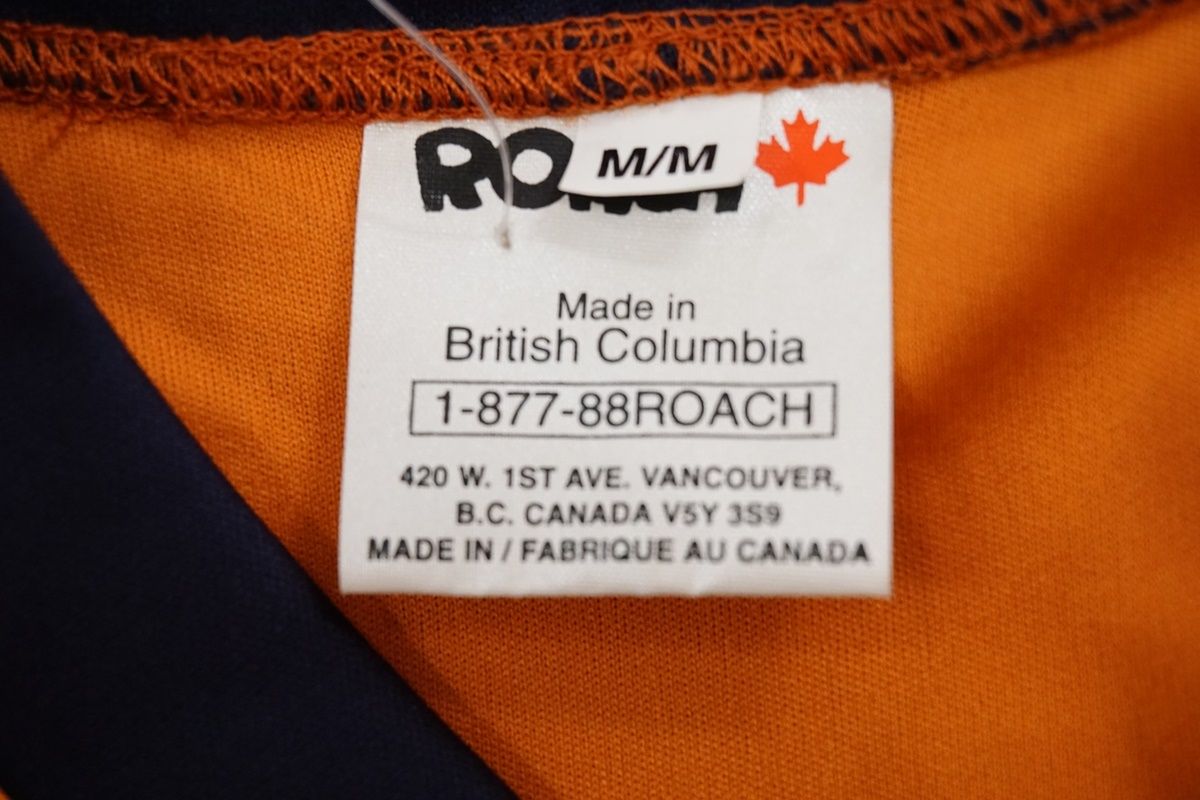 ROACH
M/M
Made in
British Columbia
1-877-88ROACH
420 W. 1ST AVE. VANCOUVER,
B.C. CANADA V5Y 3S9
MADE IN / FABRIQUE AU CANADA